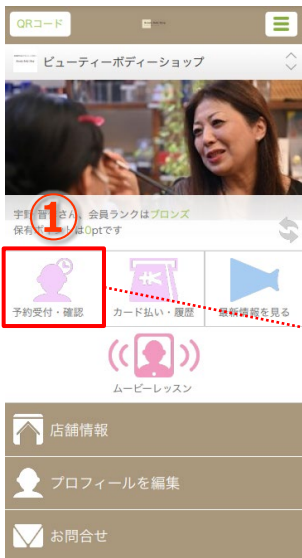 QRコード
ビューティーボディーショップ
①
さん、会員ランクはブロンズ
は0ptです
予約受付・確認
カード払い・履歴
最新情報を見る
ムービーレッスン
店舗情報
プロフィールを編集
お問合せ